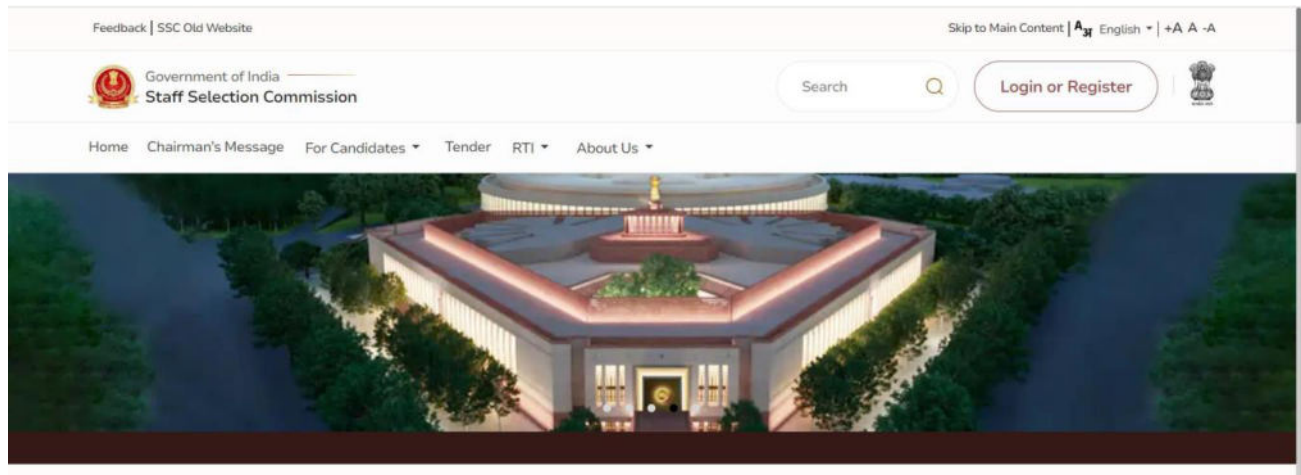 Feedback | SSC Old Website
Skip to Main Content | Aअ English | +A A -A
Government of India
Staff Selection Commission
Search
Login or Register
Home Chairman's Message For Candidates Tender RTI About Us